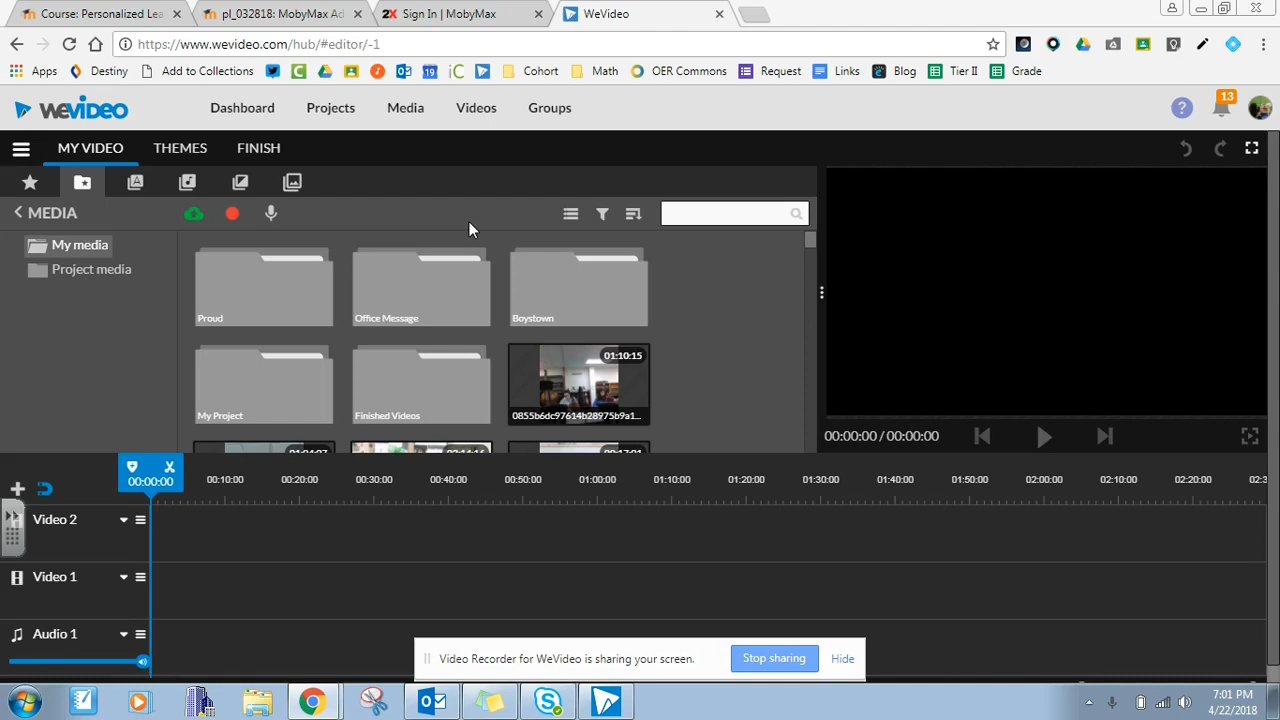 Course: Personalized Lea
pl_032818: MobyMax Ad
2X Sign In | MobyMax
WeVideo
https://www.wevideo.com/hub/#editor/-1
Apps Destiny Add to Collections 19 iC Cohort Math OER Commons Request Links Blog Tier II Grade
WEVIDEO Dashboard Projects Media Videos Groups ? 13
MY VIDEO THEMES FINISH
MEDIA
My media
Project media
Proud Office Message Boystown
01:10:15
My Project Finished Videos 0855b6dc97614b28975b9a1...
00:00:00 / 00:00:00
00:00:00 00:10:00 00:20:00 00:30:00 00:40:00 00:50:00 01:00:00 01:10:00 01:20:00 01:30:00 01:40:00 01:50:00 02:00:00 02:10:00 02:20:00 02:3
Video 2
Video 1
Audio 1
Video Recorder for WeVideo is sharing your screen. Stop sharing Hide
7:01 PM
4/22/2018